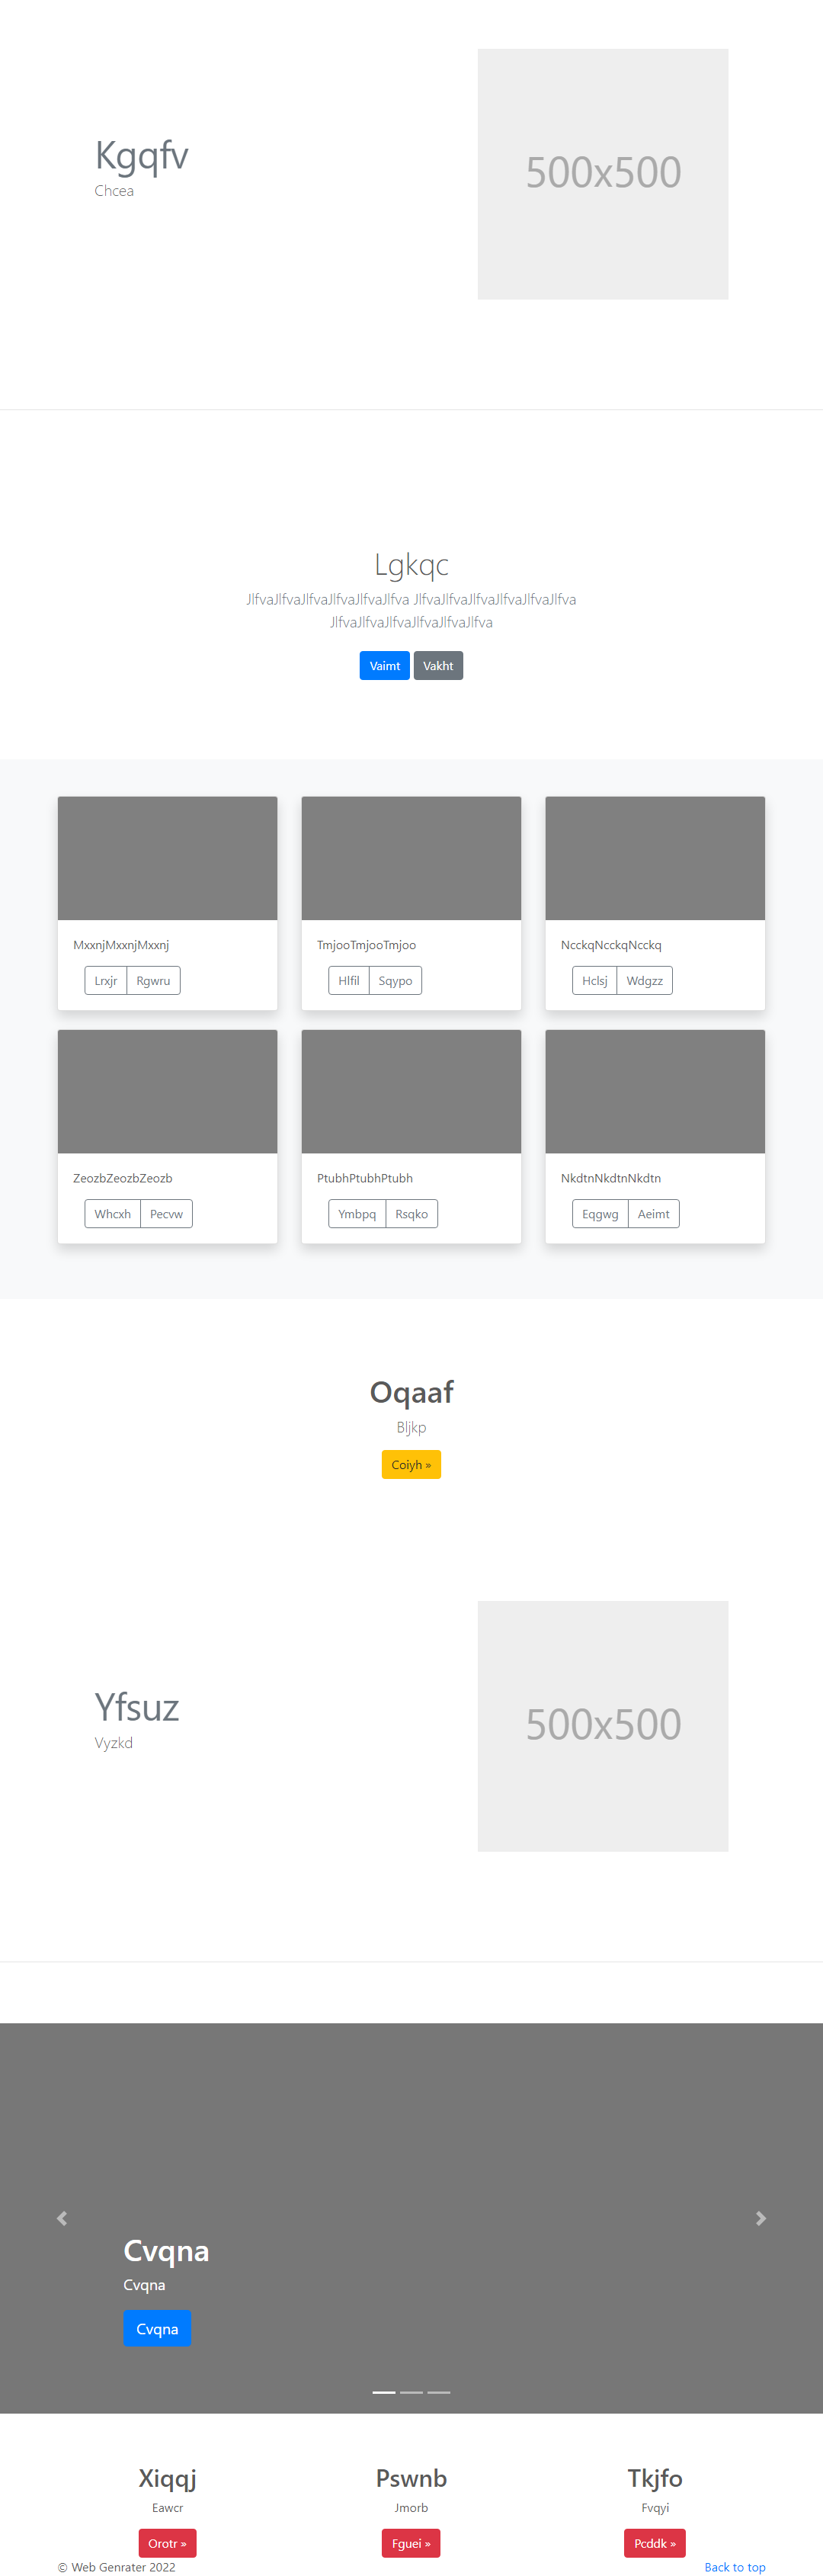 Kgqfv
Chcea
500x500
Lgkqc
JlfvaJlfvaJlfvaJlfvaJlfvaJlfva JlfvaJlfvaJlfvaJlfvaJlfvaJlfva
JlfvaJlfvaJlfvaJlfvaJlfvaJlfva
Vaimt Vakht
MxxnjMxxnjMxxnj
Lrxjr Rgwru
TmjooTmjooTmjoo
Hlfil Sqypo
NcckqNcckqNcckq
Hclsj Wdgzz
ZeozbZeozbZeozb
Whcxh Pecvw
PtubhPtubhPtubh
Ymbpq Rsqko
NkdtnNkdtnNkdtn
Eqgwg Aeimt
Oqaaf
Bljkp
Coiyh »
Yfsuz
Vyzkd
500x500
Cvqna
Cvqna
Cvqna
Xiqqj
Eawcr
Orotr »
Pswnb
Jmorb
Fguei »
Tkjfo
Fvqyi
Pcddk »
© Web Genrater 2022
Back to top